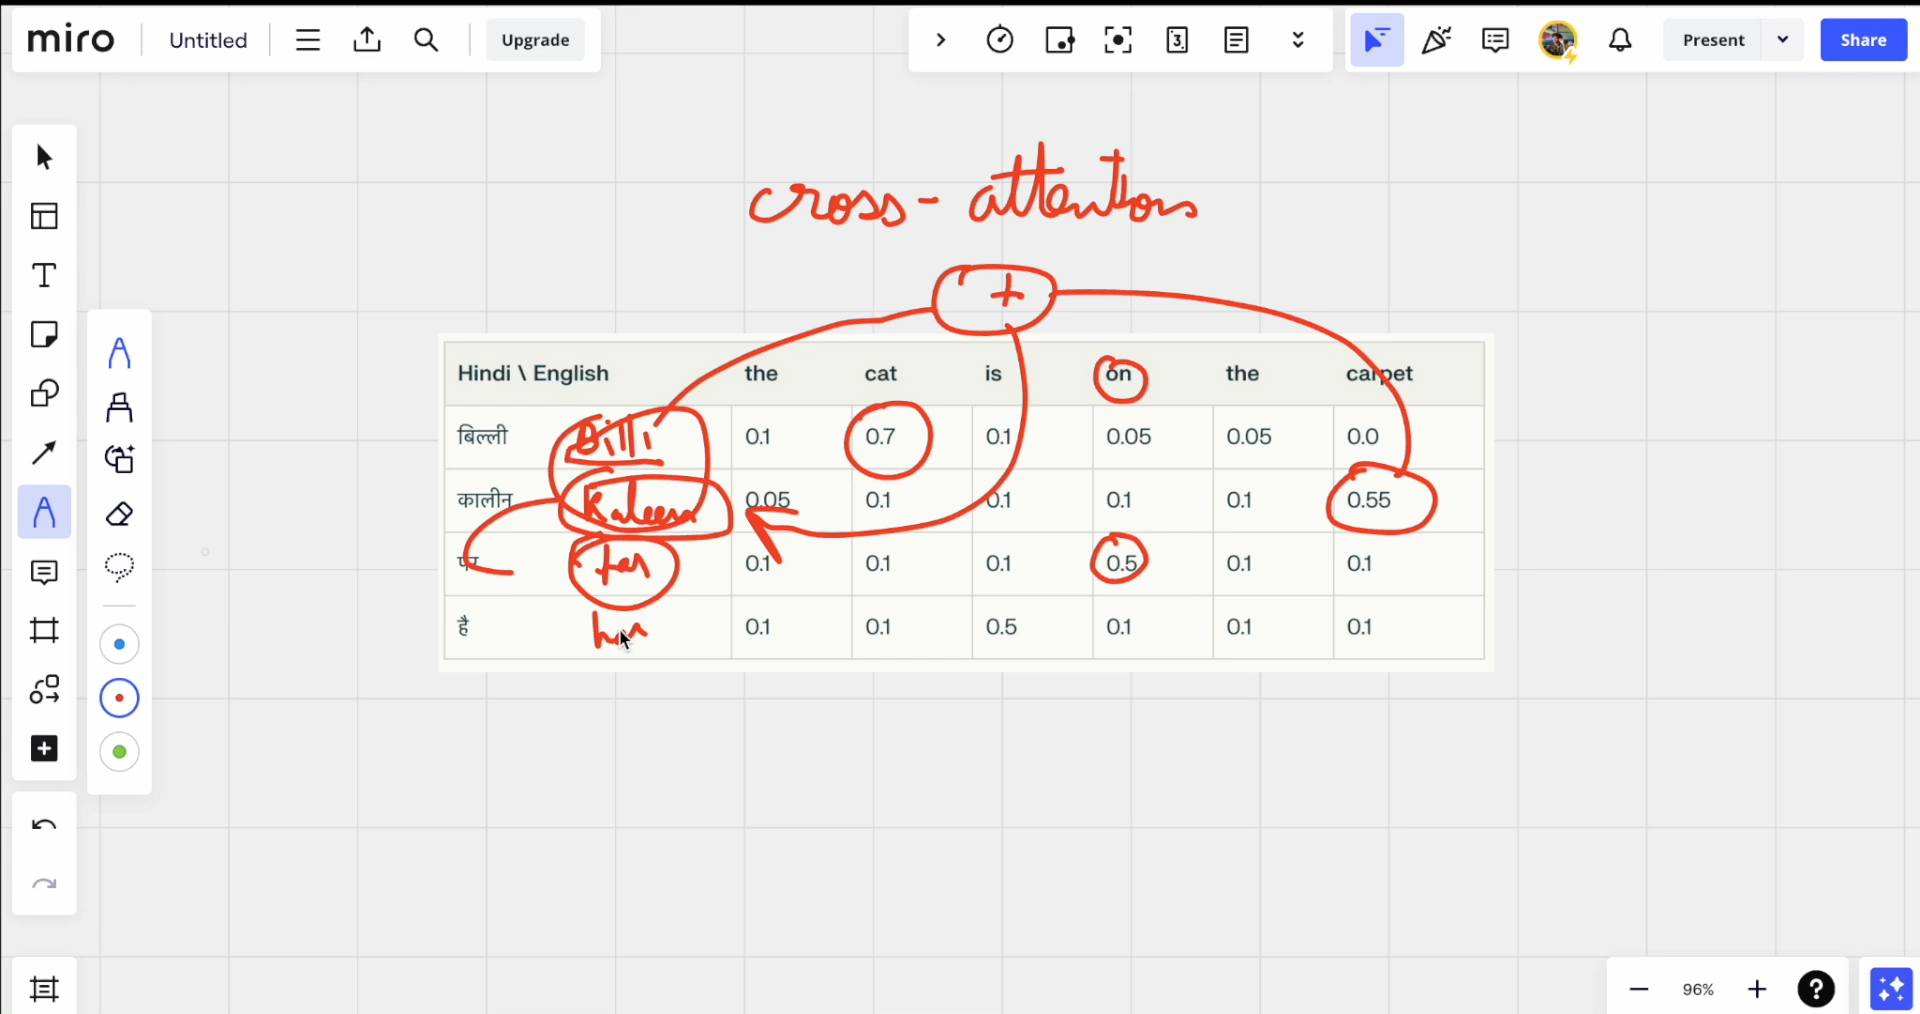 miro Untitled Upgrade 3 Present Share
cross-attention
+
Hindi \ English the cat is on the carpet
बिल्ली Billi 0.1 0.7 0.1 0.05 0.05 0.0
कालीन Kaleen 0.05 0.1 0.1 0.1 0.1 0.55
पर par 0.1 0.1 0.1 0.5 0.1 0.1
है 0.1 0.1 0.5 0.1 0.1 0.1
96% ?